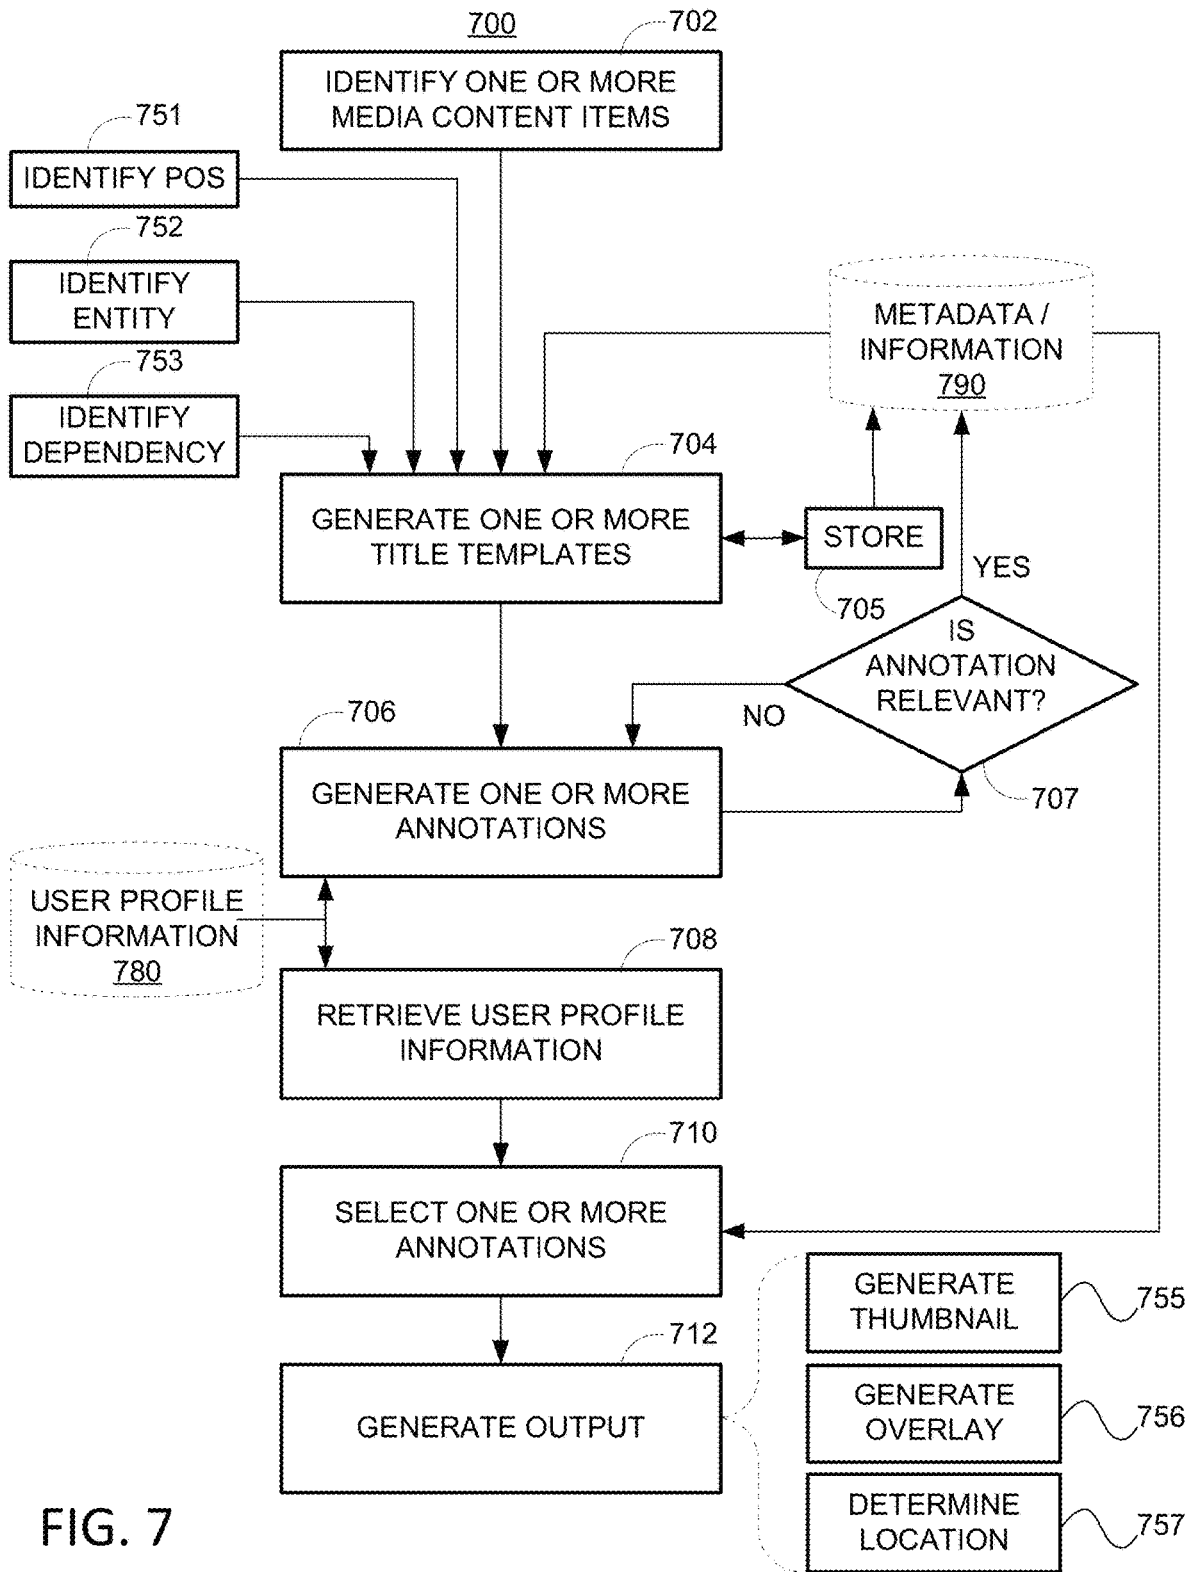 700
702
IDENTIFY ONE OR MORE
MEDIA CONTENT ITEMS
751
IDENTIFY POS
752
IDENTIFY
ENTITY
753
IDENTIFY
DEPENDENCY
METADATA /
INFORMATION
790
704
GENERATE ONE OR MORE
TITLE TEMPLATES
STORE
705
YES
IS
ANNOTATION
RELEVANT?
NO
707
706
GENERATE ONE OR MORE
ANNOTATIONS
USER PROFILE
INFORMATION
780
708
RETRIEVE USER PROFILE
INFORMATION
710
SELECT ONE OR MORE
ANNOTATIONS
712
GENERATE OUTPUT
GENERATE
THUMBNAIL
755
GENERATE
OVERLAY
756
DETERMINE
LOCATION
757
FIG. 7